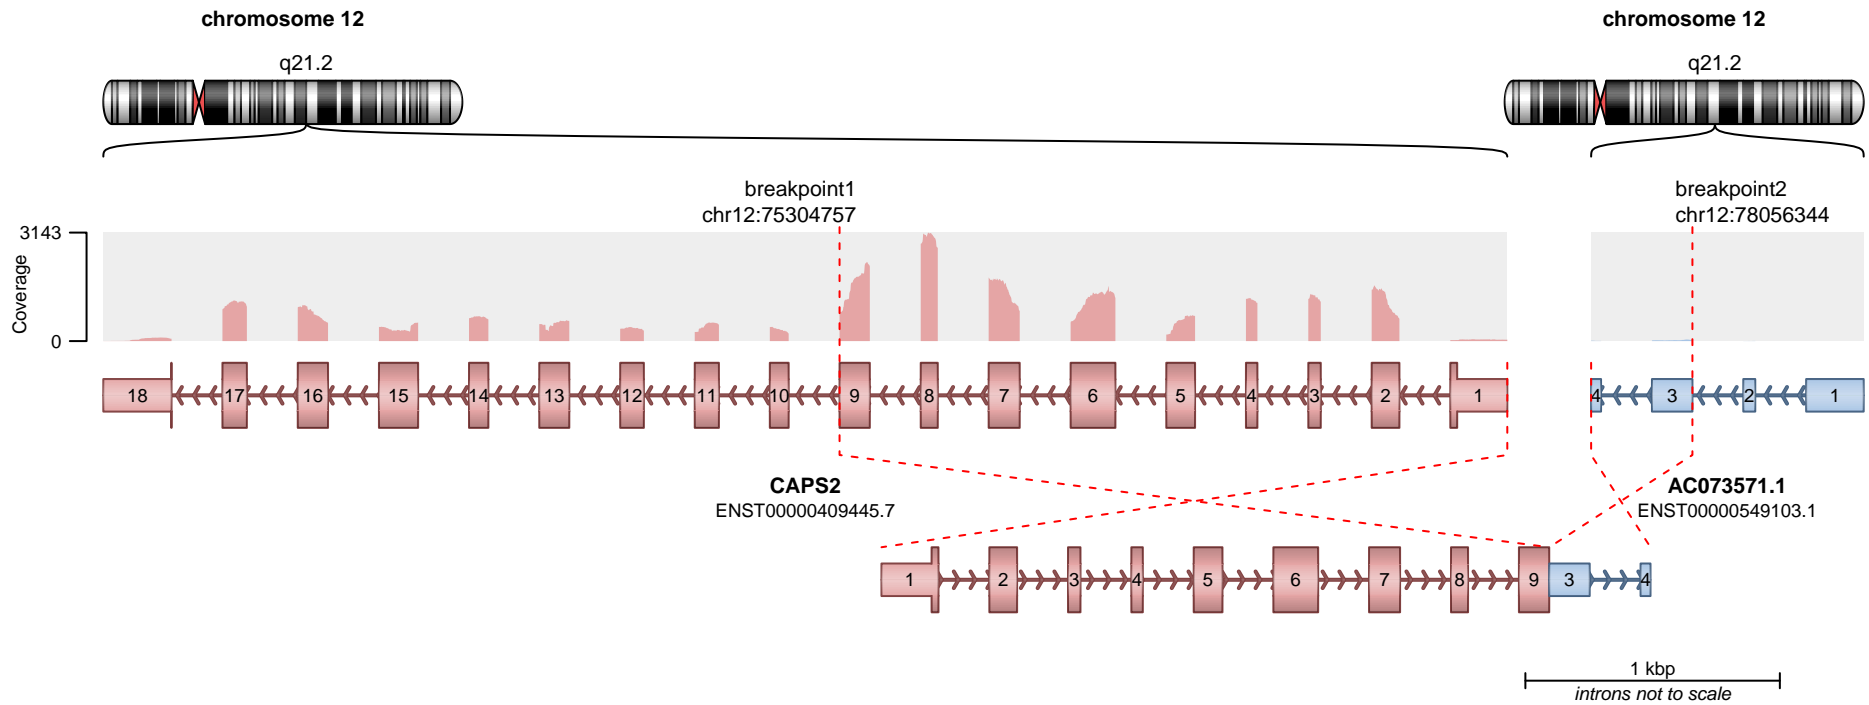 chromosome 12
chromosome 12
q21.2
q21.2
breakpoint1
chr12:75304757
breakpoint2
chr12:78056344
3143
Coverage
0
18 17 16 15 14 13 12 11 10 9 8 7 6 5 4 3 2 1
4 3 2 1
CAPS2
ENST00000409445.7
AC073571.1
ENST00000549103.1
1 2 3 4 5 6 7 8 9 3 4
1 kbp
introns not to scale